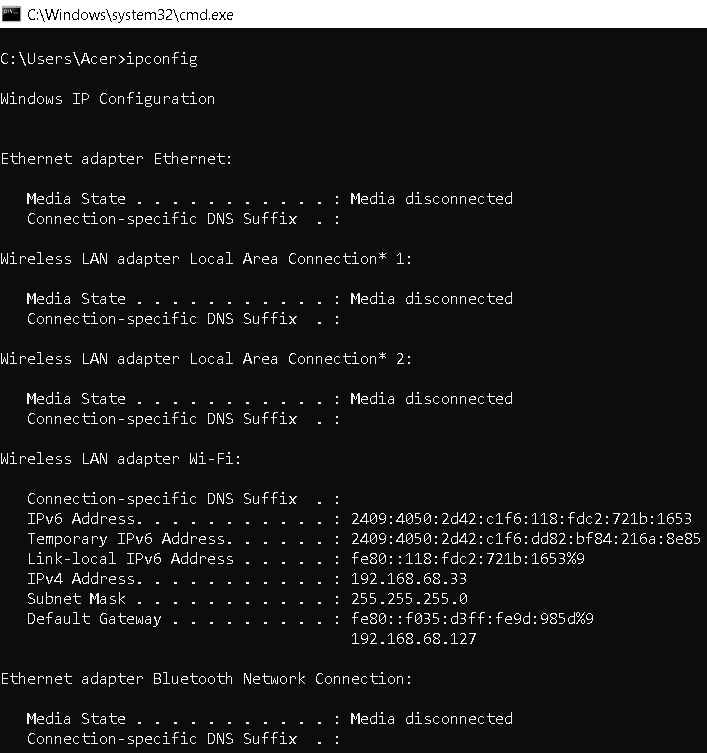 C:\Windows\system32\cmd.exe
C:\Users\Acer>ipconfig
Windows IP Configuration
Ethernet adapter Ethernet:
Media State . . . . . . . . . . . : Media disconnected
Connection-specific DNS Suffix  . :
Wireless LAN adapter Local Area Connection* 1:
Media State . . . . . . . . . . . : Media disconnected
Connection-specific DNS Suffix  . :
Wireless LAN adapter Local Area Connection* 2:
Media State . . . . . . . . . . . : Media disconnected
Connection-specific DNS Suffix  . :
Wireless LAN adapter Wi-Fi:
Connection-specific DNS Suffix  . :
IPv6 Address. . . . . . . . . . . : 2409:4050:2d42:c1f6:118:fdc2:721b:1653
Temporary IPv6 Address. . . . . . : 2409:4050:2d42:c1f6:dd82:bf84:216a:8e85
Link-local IPv6 Address . . . . . : fe80::118:fdc2:721b:1653%9
IPv4 Address. . . . . . . . . . . : 192.168.68.33
Subnet Mask . . . . . . . . . . . : 255.255.255.0
Default Gateway . . . . . . . . . : fe80::f035:d3ff:fe9d:985d%9
192.168.68.127
Ethernet adapter Bluetooth Network Connection:
Media State . . . . . . . . . . . : Media disconnected
Connection-specific DNS Suffix  . :